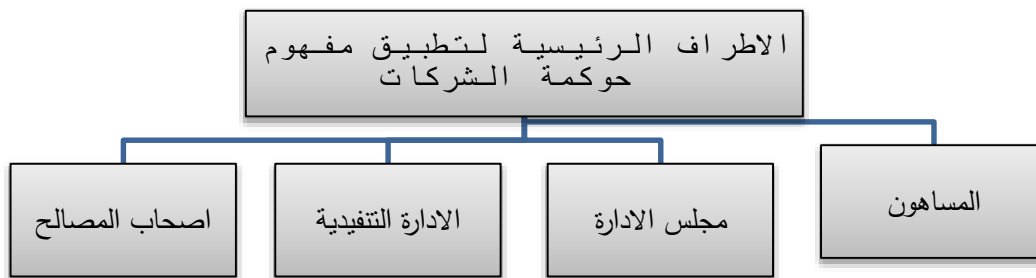 الاطراف الرئيسية لتطبيق مفهوم
حوكمة الشركات
المساهون
مجلس الادارة
الادارة التنفيدية
اصحاب المصالح